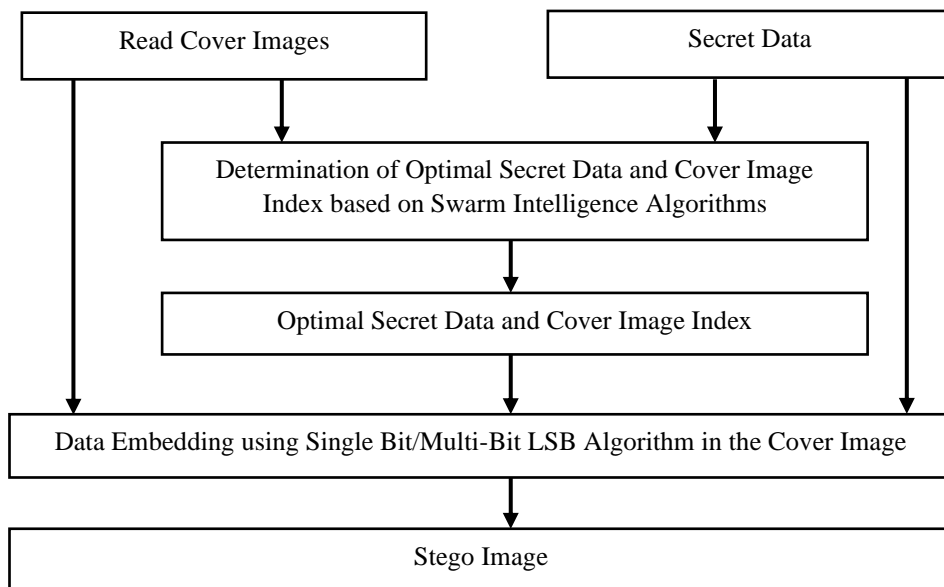 Read Cover Images
Secret Data
Determination of Optimal Secret Data and Cover Image
Index based on Swarm Intelligence Algorithms
Optimal Secret Data and Cover Image Index
Data Embedding using Single Bit/Multi-Bit LSB Algorithm in the Cover Image
Stego Image